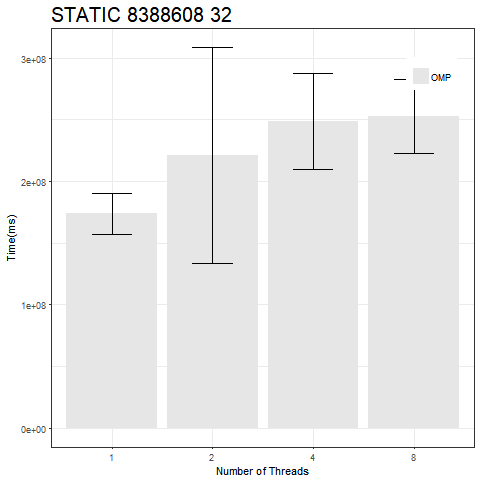 STATIC 8388608 32
3e+08
OMP
2e+08
Time(ms)
1e+08
0e+00
1 2 4 8
Number of Threads